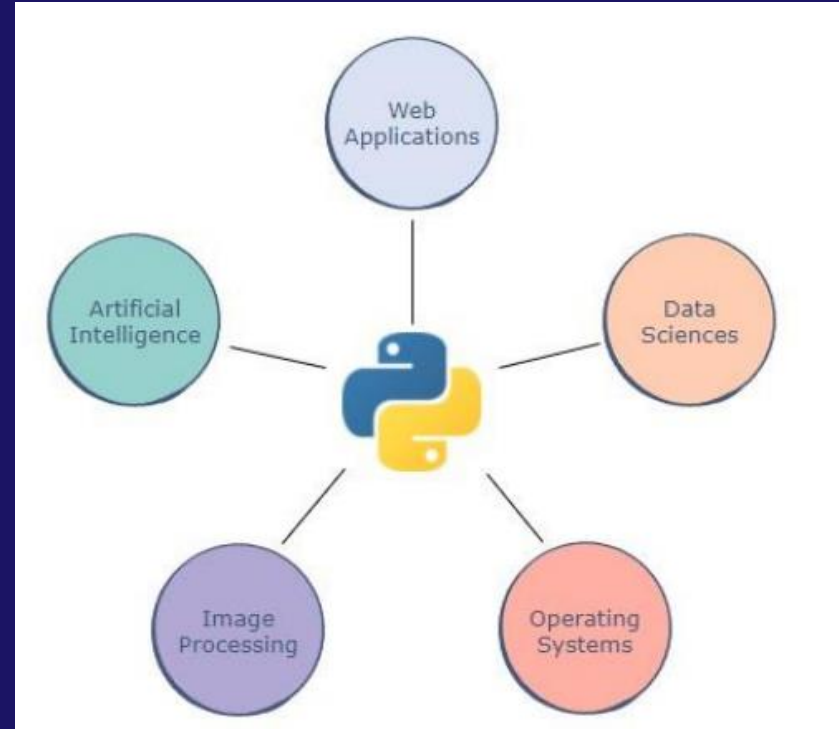 Web
Applications
Artificial
Intelligence
Data
Sciences
Image
Processing
Operating
Systems